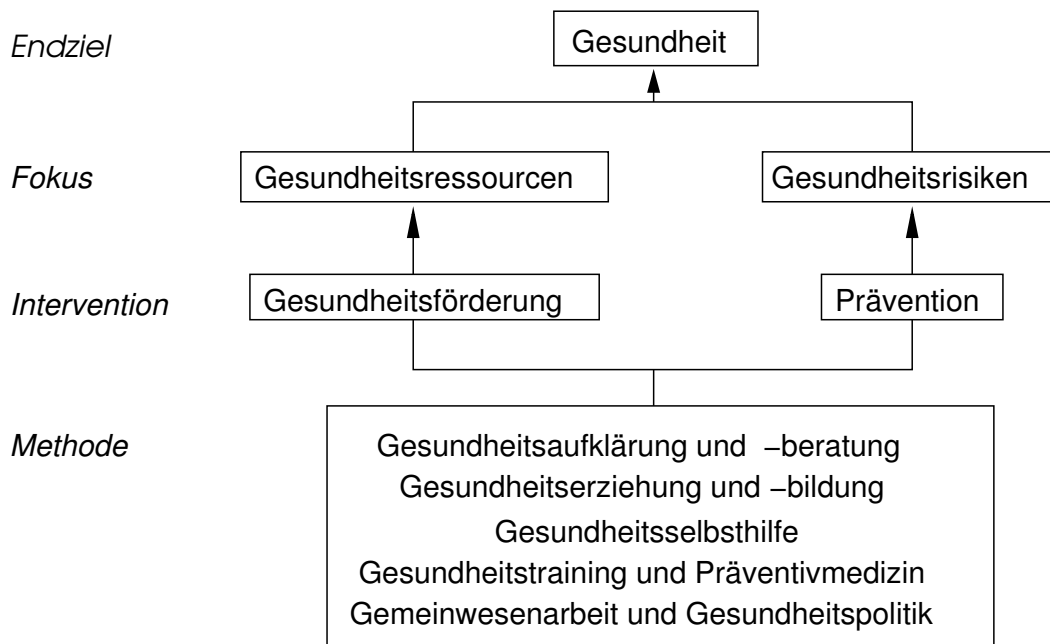 Endziel
Gesundheit
Fokus
Gesundheitsressourcen
Gesundheitsrisiken
Intervention
Gesundheitsförderung
Prävention
Methode
Gesundheitsaufklärung und –beratung
Gesundheitserziehung und –bildung
Gesundheitsselbsthilfe
Gesundheitstraining und Präventivmedizin
Gemeinwesenarbeit und Gesundheitspolitik